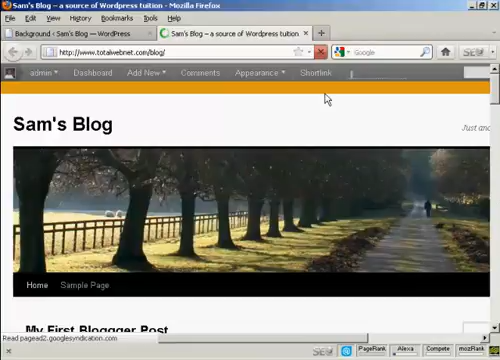 Sam's Blog – a source of Wordpress tuition - Mozilla Firefox
File Edit View History Bookmarks Tools Help
Background ‹ Sam's Blog — WordPress
Sam's Blog – a source of Wordpress tuition
http://www.totalwebnet.com/blog/
Google
admin Dashboard Add New Comments Appearance Shortlink
Sam's Blog
Just and
Home Sample Page
My First Bloggger Post
Read pagead2.googlesyndication.com
SEO PageRank Alexa Compete mozRank